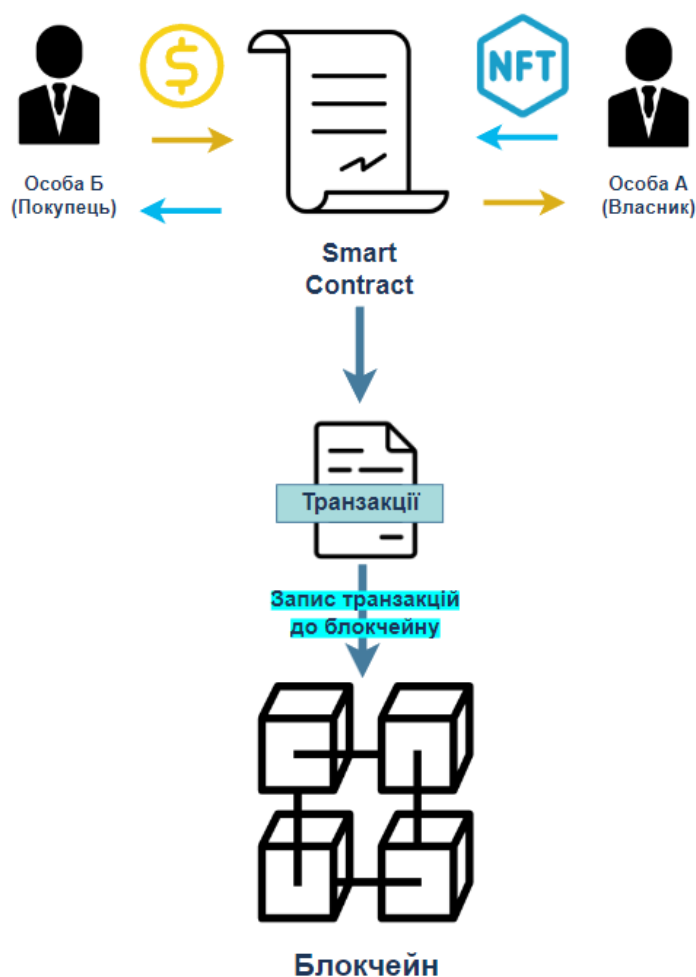 $
NFT
Особа Б
(Покупець)
Особа А
(Власник)
Smart
Contract
Транзакції
Запис транзакцій
до блокчейну
Блокчейн